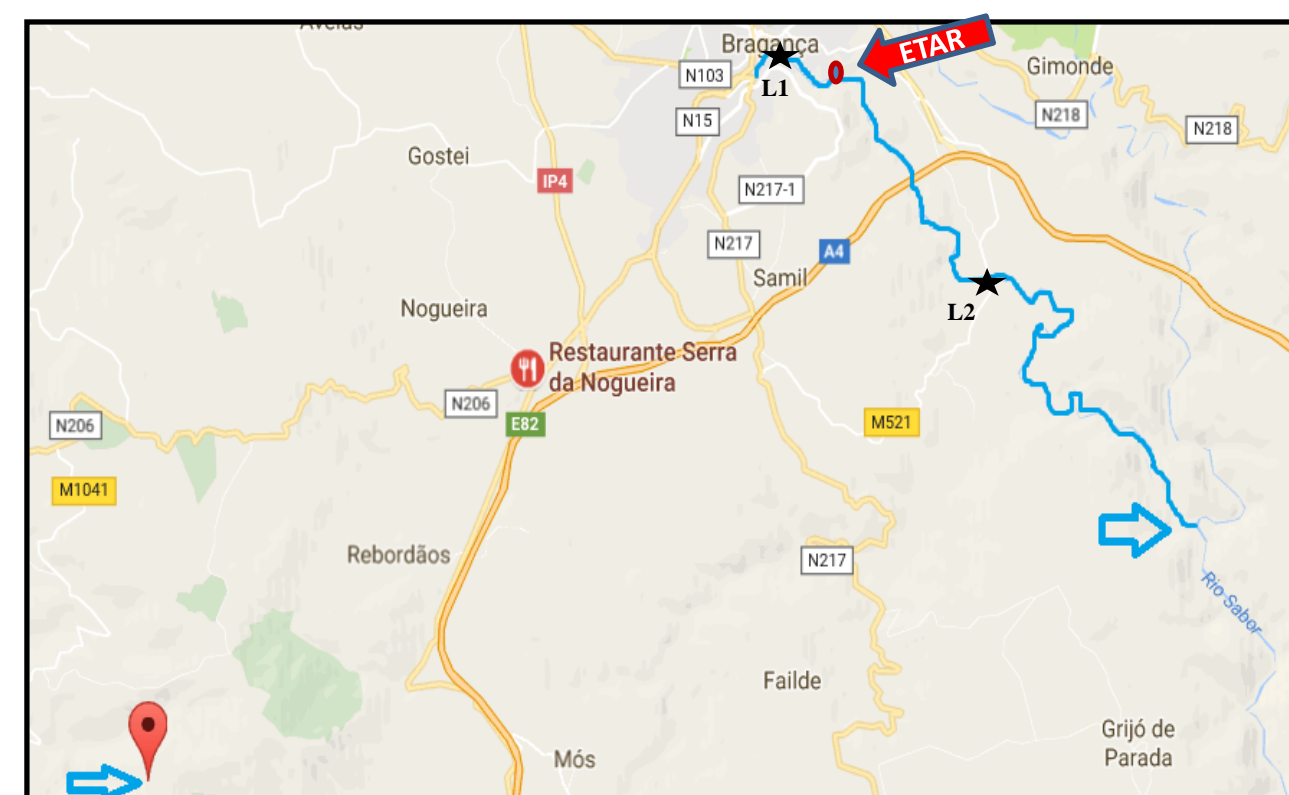 Bragança
ETAR
Gimonde
N103
L1
N15
N218
N218
Gostei
IP4
N217-1
N217
A4
Samil
Nogueira
L2
Restaurante Serra
da Nogueira
N206
N206
E82
M521
M1041
Rebordãos
N217
Rio Sabor
Failde
Grijó de
Parada
Mós